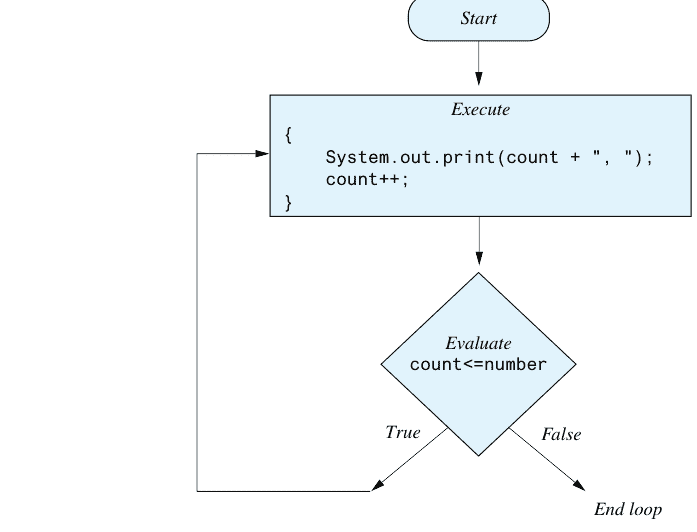 Start
Execute
{
System.out.print(count + ", ");
count++;
}
Evaluate
count<=number
True
False
End loop